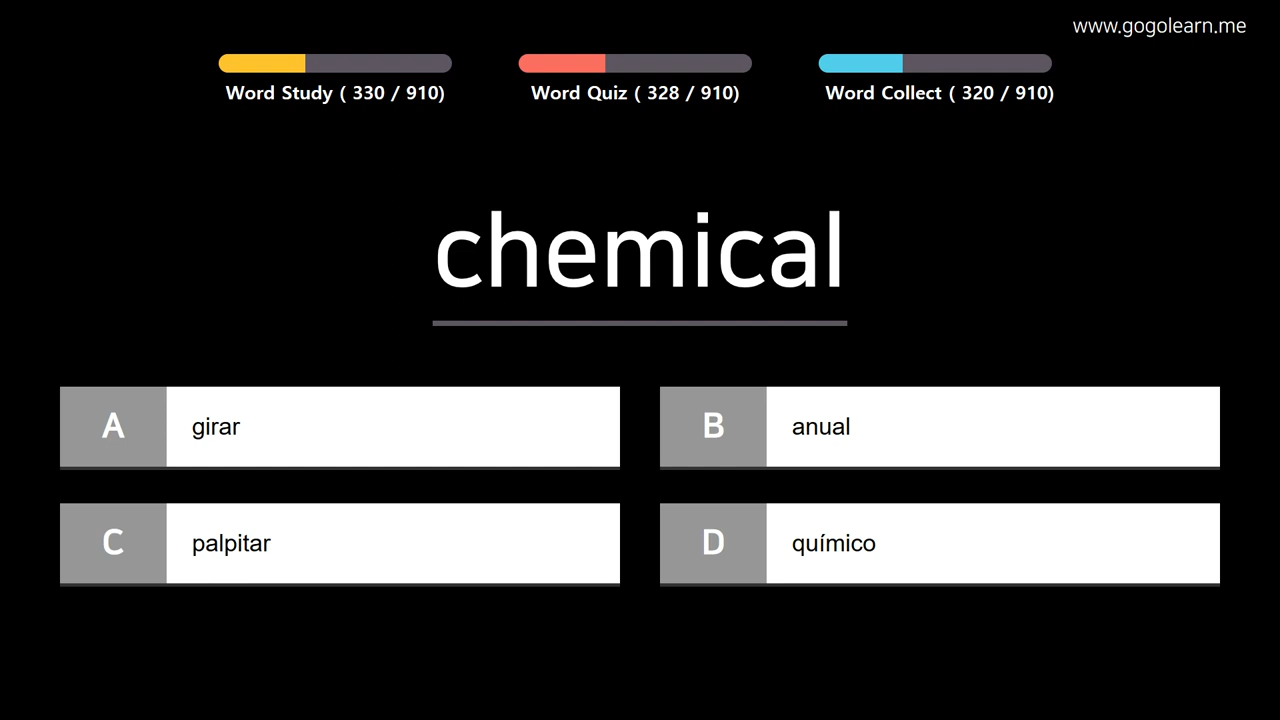 www.gogolearn.me
Word Study ( 330 / 910)
Word Quiz ( 328 / 910)
Word Collect ( 320 / 910)
chemical
A girar
B anual
C palpitar
D químico